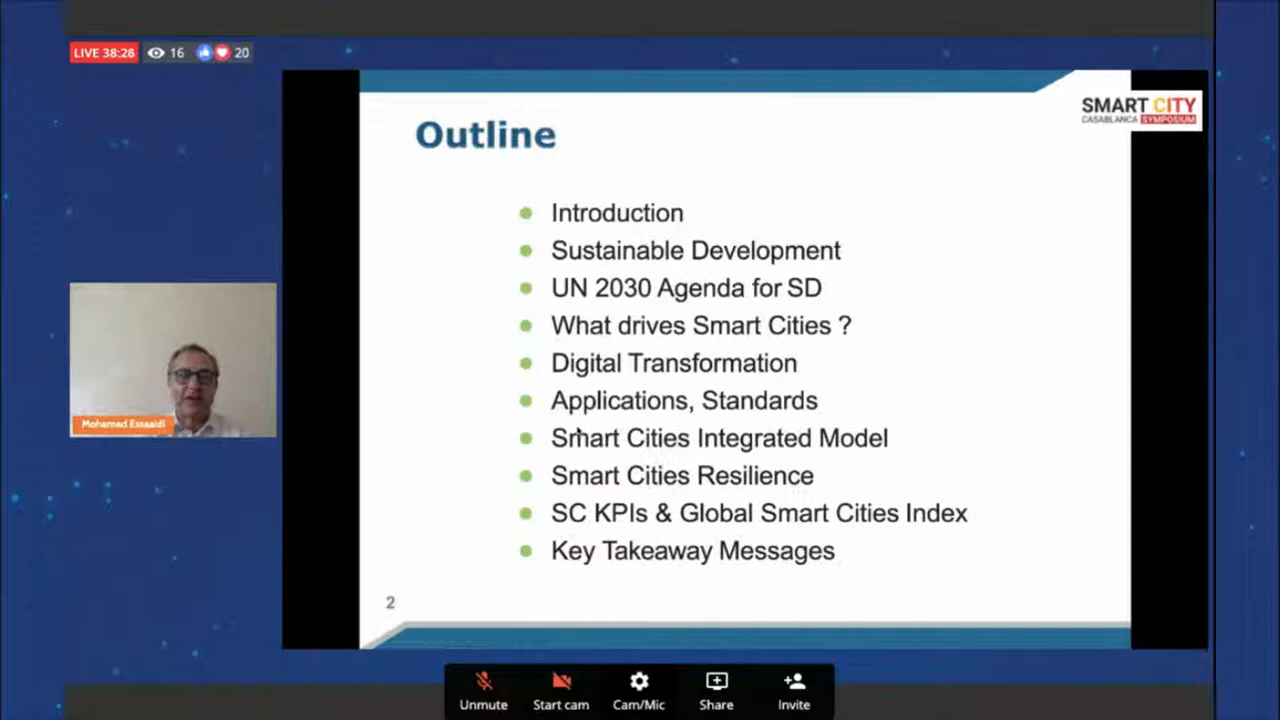 LIVE 38:28 16 20
SMART CITY
CASABLANCA SYMPOSIUM
Outline
Introduction
Sustainable Development
UN 2030 Agenda for SD
What drives Smart Cities ?
Digital Transformation
Applications, Standards
Smart Cities Integrated Model
Smart Cities Resilience
SC KPIs & Global Smart Cities Index
Key Takeaway Messages
2
Mohamed Essaaidi
Unmute Start cam Cam/Mic Share Invite